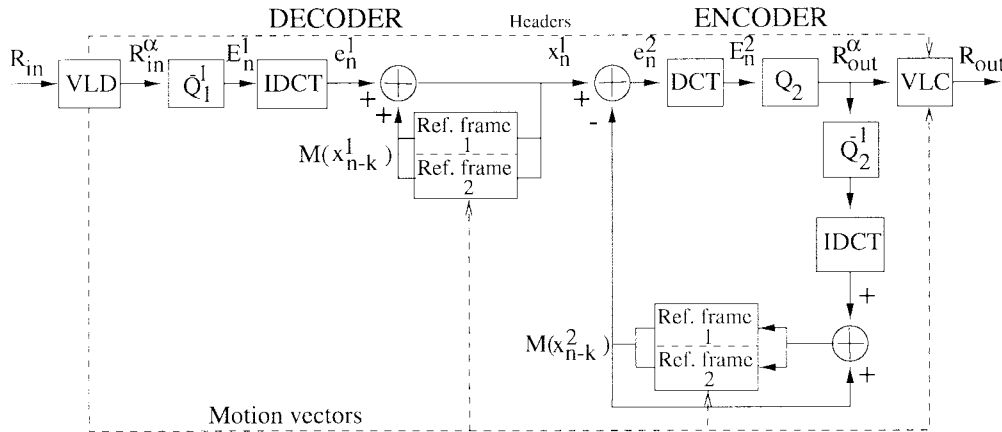 DECODER
Headers
ENCODER
R_in
VLD
R_in^α
Q̄_1^1
E_n^1
IDCT
e_n^1
+
+
x_n^1
+
-
e_n^2
DCT
E_n^2
Q_2
R_out^α
VLC
R_out
M(x_{n-k}^1)
Ref. frame
1
Ref. frame
2
Q̄_2^1
IDCT
+
+
M(x_{n-k}^2)
Ref. frame
1
Ref. frame
2
Motion vectors